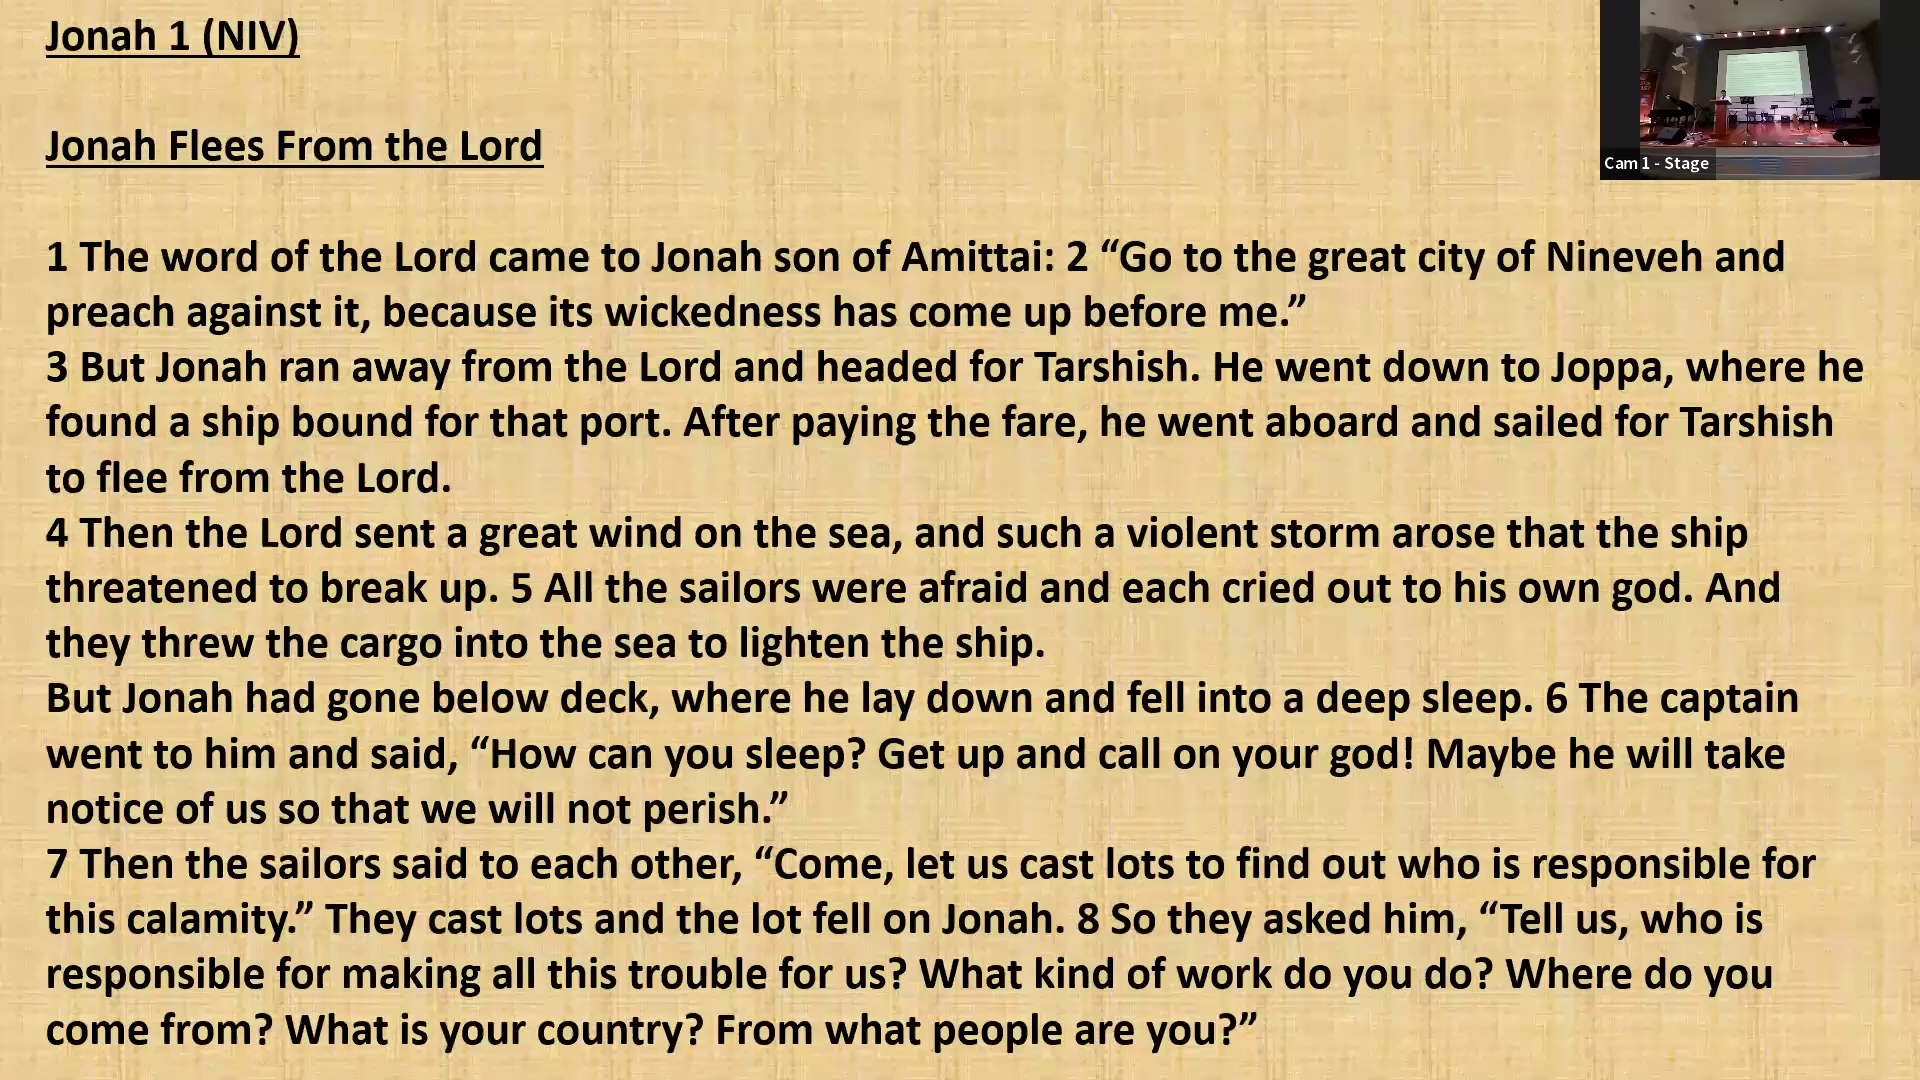 Jonah 1 (NIV)
Jonah Flees From the Lord
Cam 1 - Stage
1 The word of the Lord came to Jonah son of Amittai: 2 “Go to the great city of Nineveh and
preach against it, because its wickedness has come up before me.”
3 But Jonah ran away from the Lord and headed for Tarshish. He went down to Joppa, where he
found a ship bound for that port. After paying the fare, he went aboard and sailed for Tarshish
to flee from the Lord.
4 Then the Lord sent a great wind on the sea, and such a violent storm arose that the ship
threatened to break up. 5 All the sailors were afraid and each cried out to his own god. And
they threw the cargo into the sea to lighten the ship.
But Jonah had gone below deck, where he lay down and fell into a deep sleep. 6 The captain
went to him and said, “How can you sleep? Get up and call on your god! Maybe he will take
notice of us so that we will not perish.”
7 Then the sailors said to each other, “Come, let us cast lots to find out who is responsible for
this calamity.” They cast lots and the lot fell on Jonah. 8 So they asked him, “Tell us, who is
responsible for making all this trouble for us? What kind of work do you do? Where do you
come from? What is your country? From what people are you?”